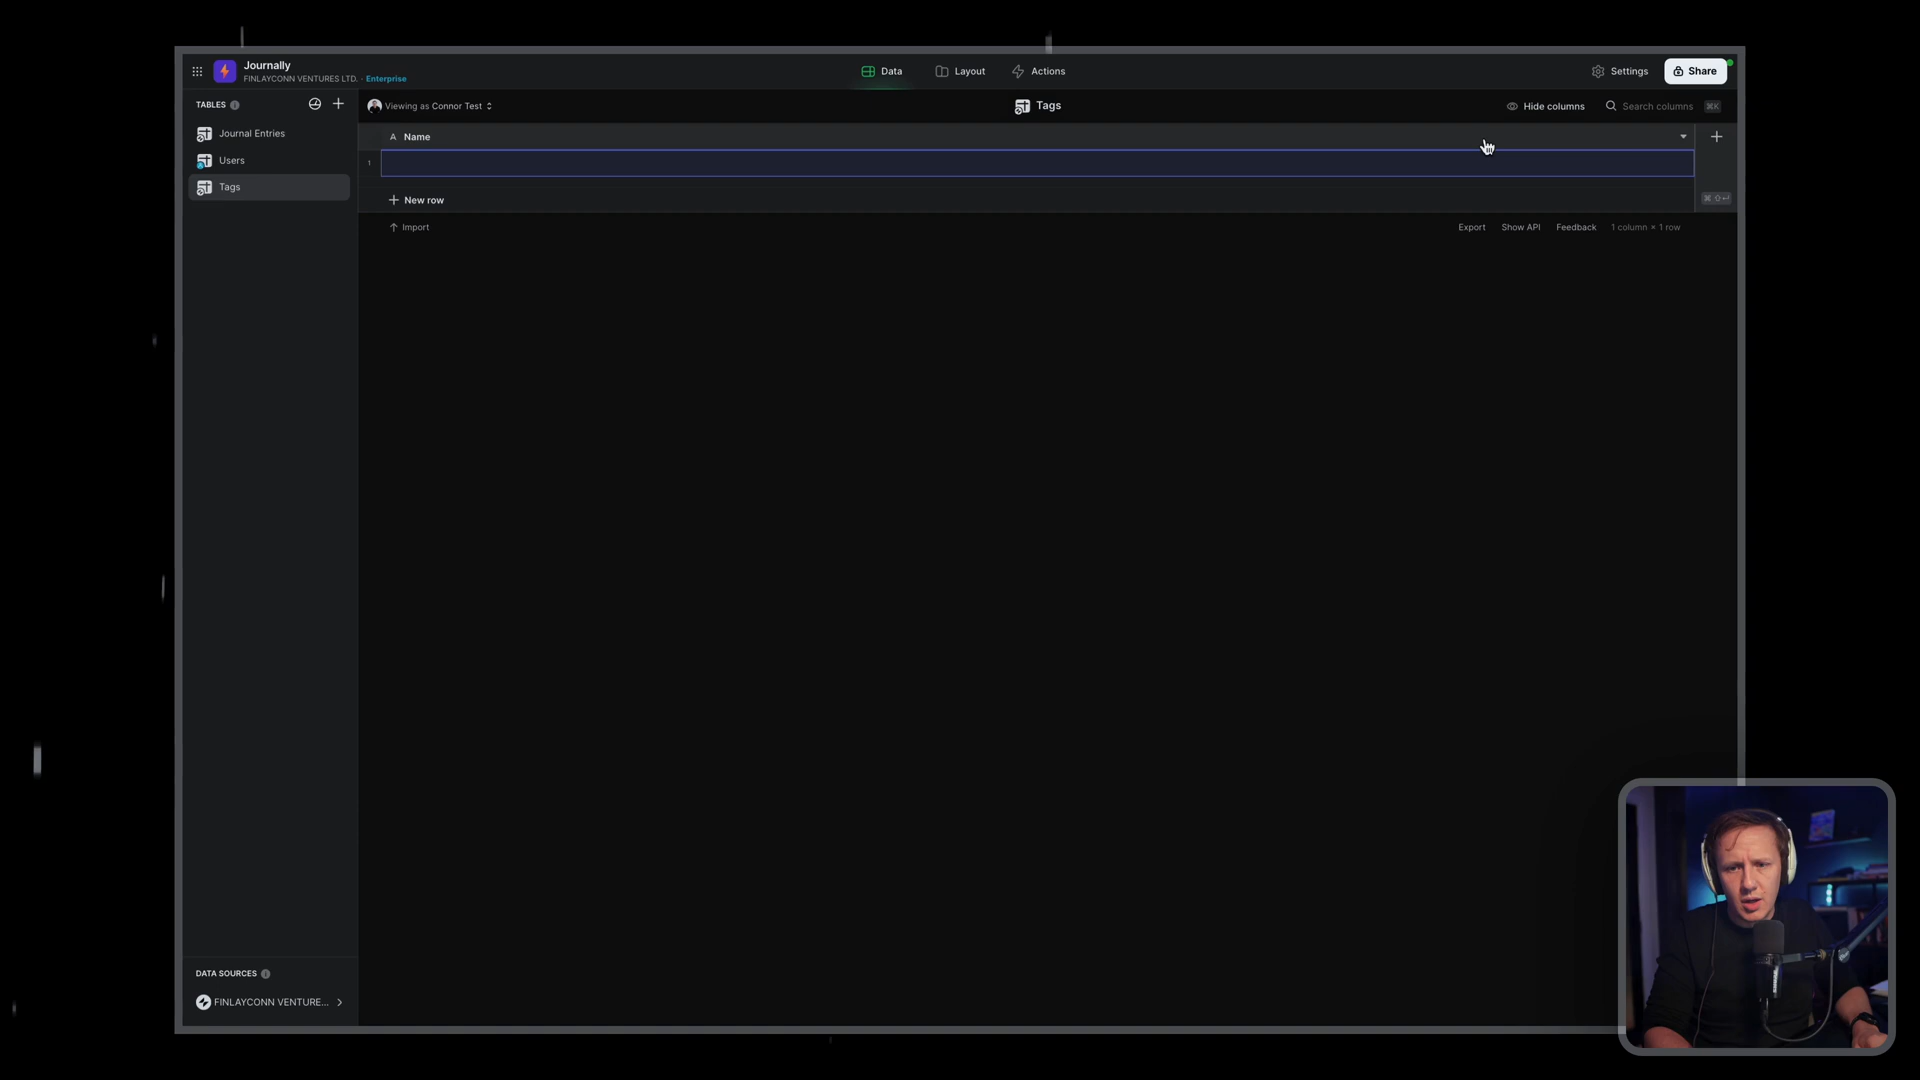 Journally
FINLAYCONN VENTURES LTD. · Enterprise
Data
Layout
Actions
Settings
Share
TABLES
Viewing as Connor Test
Tags
Hide columns
Search columns
⌘K
Journal Entries
Users
Tags
A Name
1
New row
⌘⇧↵
Import
Export
Show API
Feedback
1 column × 1 row
DATA SOURCES
FINLAYCONN VENTURE...